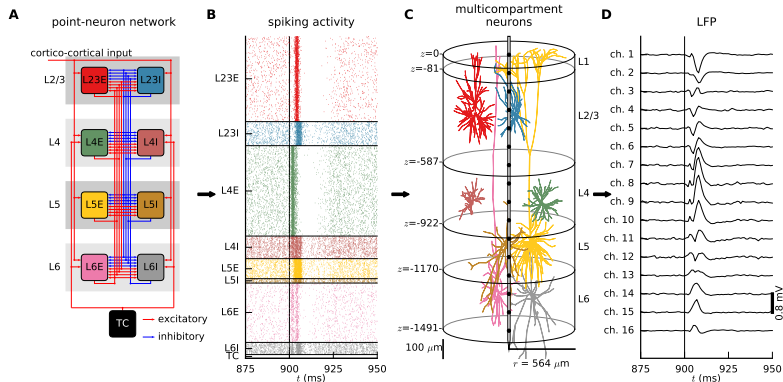 A
point-neuron network
cortico-cortical input
L2/3
L23E
L23I
L4
L4E
L4I
L5
L5E
L5I
L6
L6E
L6I
TC
excitatory
inhibitory
B
spiking activity
L23E
L23I
L4E
L4I
L5E
L5I
L6E
L6I
TC
875
900
925
950
t (ms)
C
multicompartment
neurons
z=0
z=-81
z=-587
z=-922
z=-1170
z=-1491
L1
L2/3
L4
L5
L6
100 μm
r = 564 μm
D
LFP
ch. 1
ch. 2
ch. 3
ch. 4
ch. 5
ch. 6
ch. 7
ch. 8
ch. 9
ch. 10
ch. 11
ch. 12
ch. 13
ch. 14
ch. 15
ch. 16
0.8 mV
875
900
925
950
t (ms)